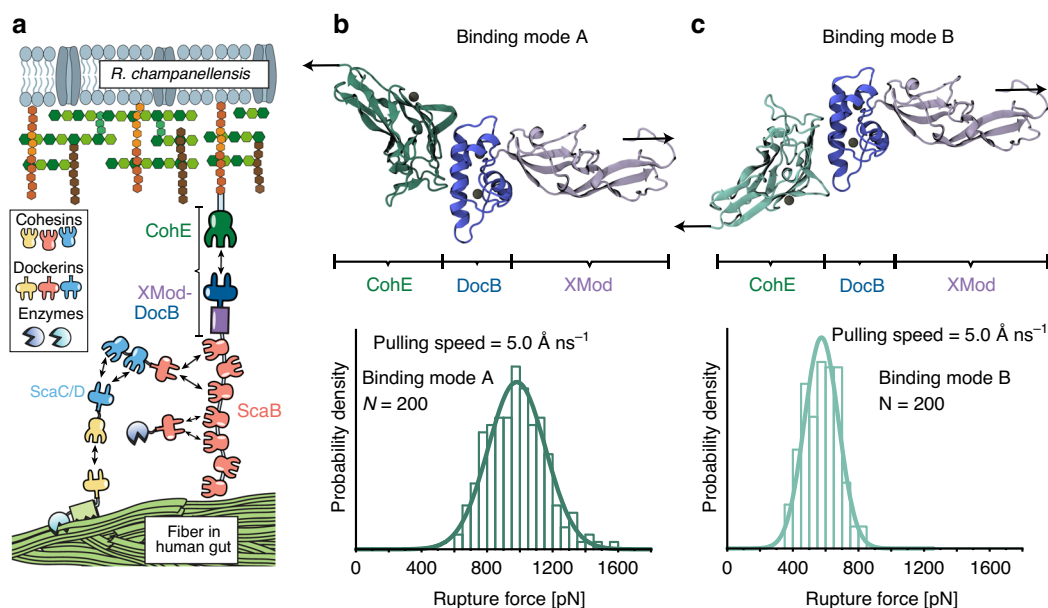 a
R. champanellensis
Cohesins
Dockerins
Enzymes
CohE
XMod-
DocB
ScaC/D
ScaB
Fiber in
human gut
b
Binding mode A
CohE
DocB
XMod
Pulling speed = 5.0 Å ns⁻¹
Binding mode A
N = 200
Probability density
0
400
800
1200
1600
Rupture force [pN]
c
Binding mode B
CohE
DocB
XMod
Pulling speed = 5.0 Å ns⁻¹
Binding mode B
N = 200
Probability density
0
400
800
1200
1600
Rupture force [pN]